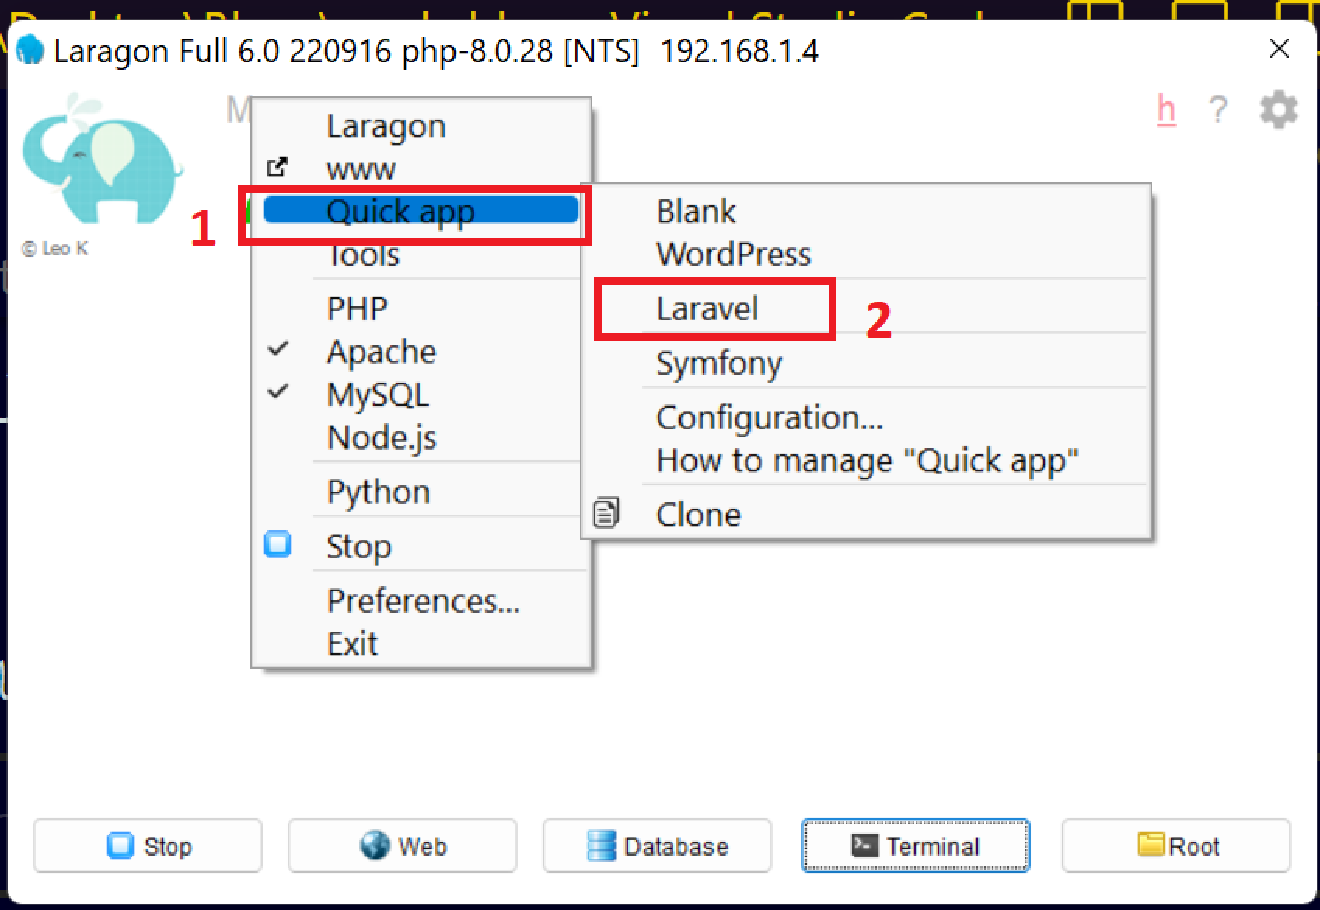 Laragon Full 6.0 220916 php-8.0.28 [NTS] 192.168.1.4
M
h ?
© Leo K
Laragon
www
1 Quick app
Tools
PHP
Apache
MySQL
Node.js
Python
Stop
Preferences...
Exit
Blank
WordPress
Laravel 2
Symfony
Configuration...
How to manage "Quick app"
Clone
Stop Web Database Terminal Root